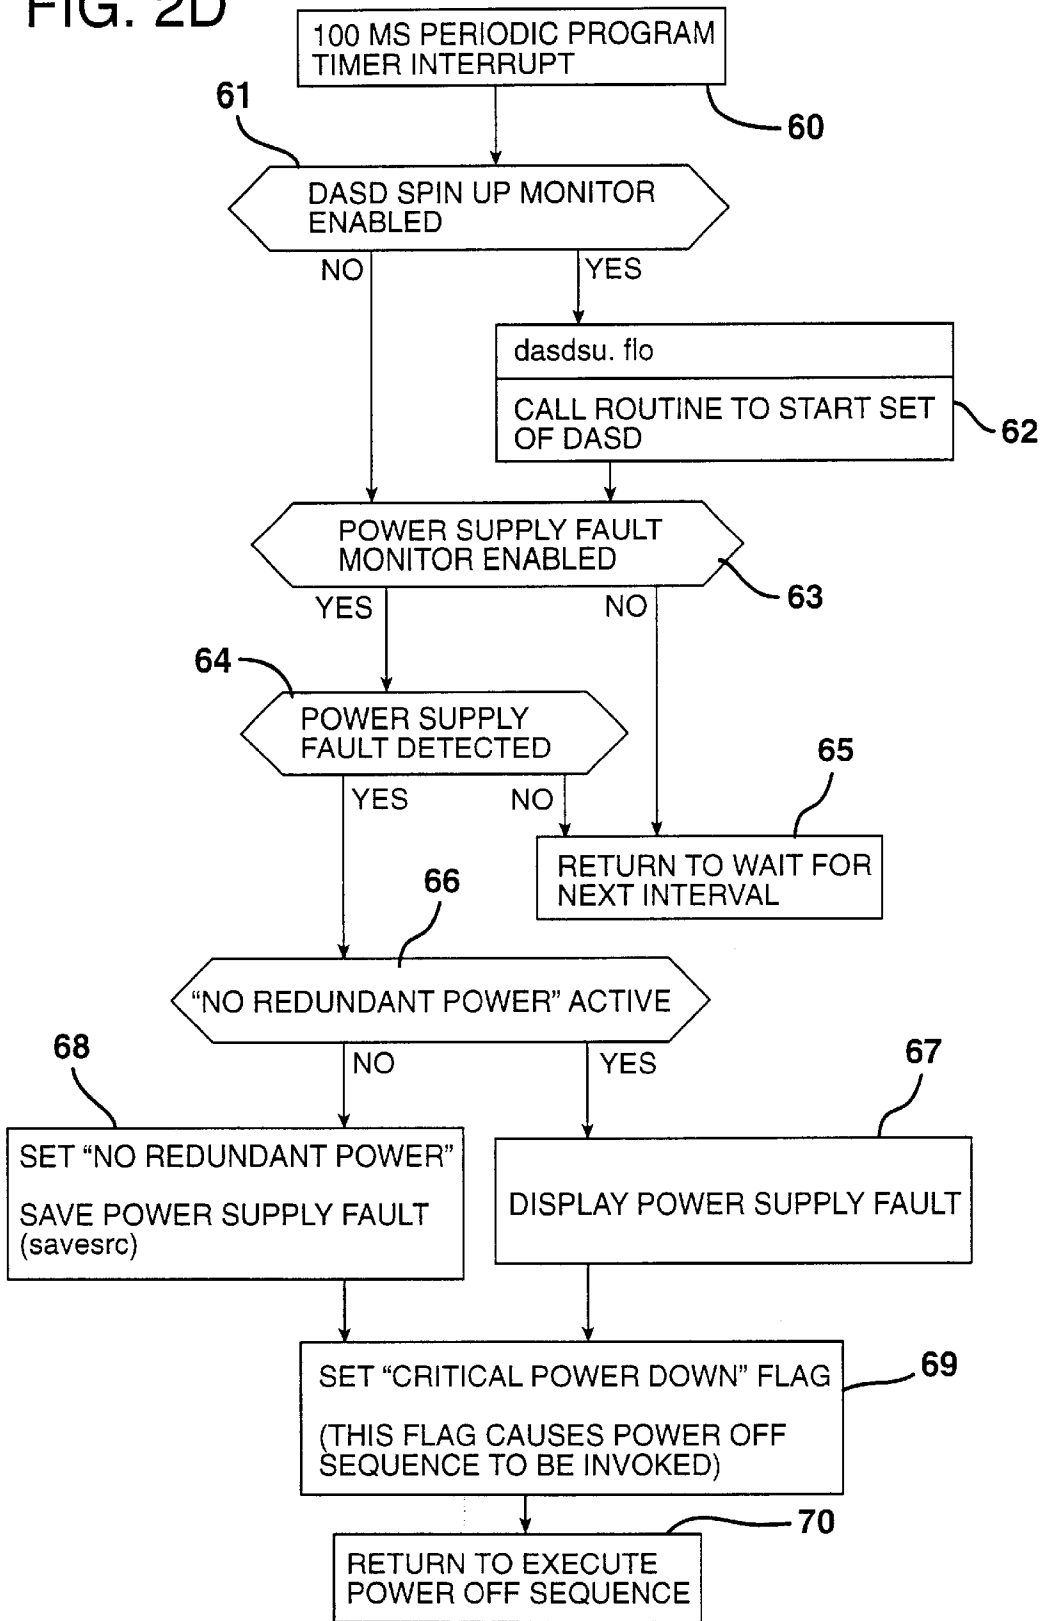 FIG. 2D
100 MS PERIODIC PROGRAM
TIMER INTERRUPT
60
61
DASD SPIN UP MONITOR
ENABLED
NO
YES
dasdsu. flo
CALL ROUTINE TO START SET
OF DASD
62
POWER SUPPLY FAULT
MONITOR ENABLED
63
YES
NO
64
POWER SUPPLY
FAULT DETECTED
YES
NO
65
RETURN TO WAIT FOR
NEXT INTERVAL
66
“NO REDUNDANT POWER” ACTIVE
NO
YES
68
67
SET “NO REDUNDANT POWER”
SAVE POWER SUPPLY FAULT
(savesrc)
DISPLAY POWER SUPPLY FAULT
SET “CRITICAL POWER DOWN” FLAG
(THIS FLAG CAUSES POWER OFF
SEQUENCE TO BE INVOKED)
69
70
RETURN TO EXECUTE
POWER OFF SEQUENCE